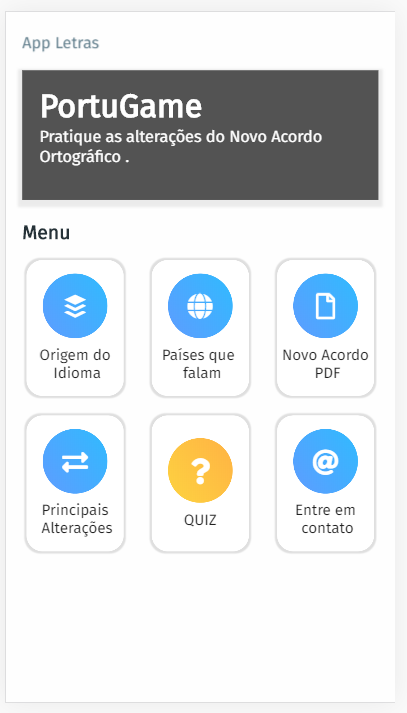 App Letras
PortuGame
Pratique as alterações do Novo Acordo
Ortográfico .
Menu
Origem do
Idioma
Países que
falam
Novo Acordo
PDF
Principais
Alterações
?
QUIZ
@
Entre em
contato